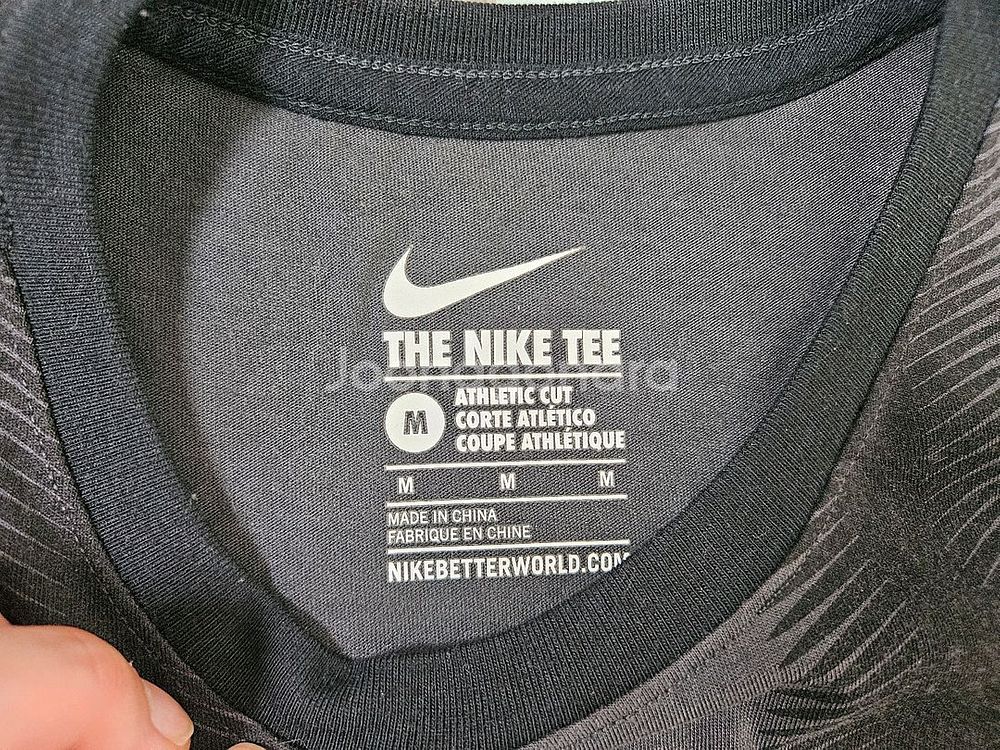 THE NIKE TEE
M
ATHLETIC CUT
CORTE ATLÉTICO
COUPE ATHLÉTIQUE
M M M
MADE IN CHINA
FABRIQUE EN CHINE
NIKEBETTERWORLD.COM